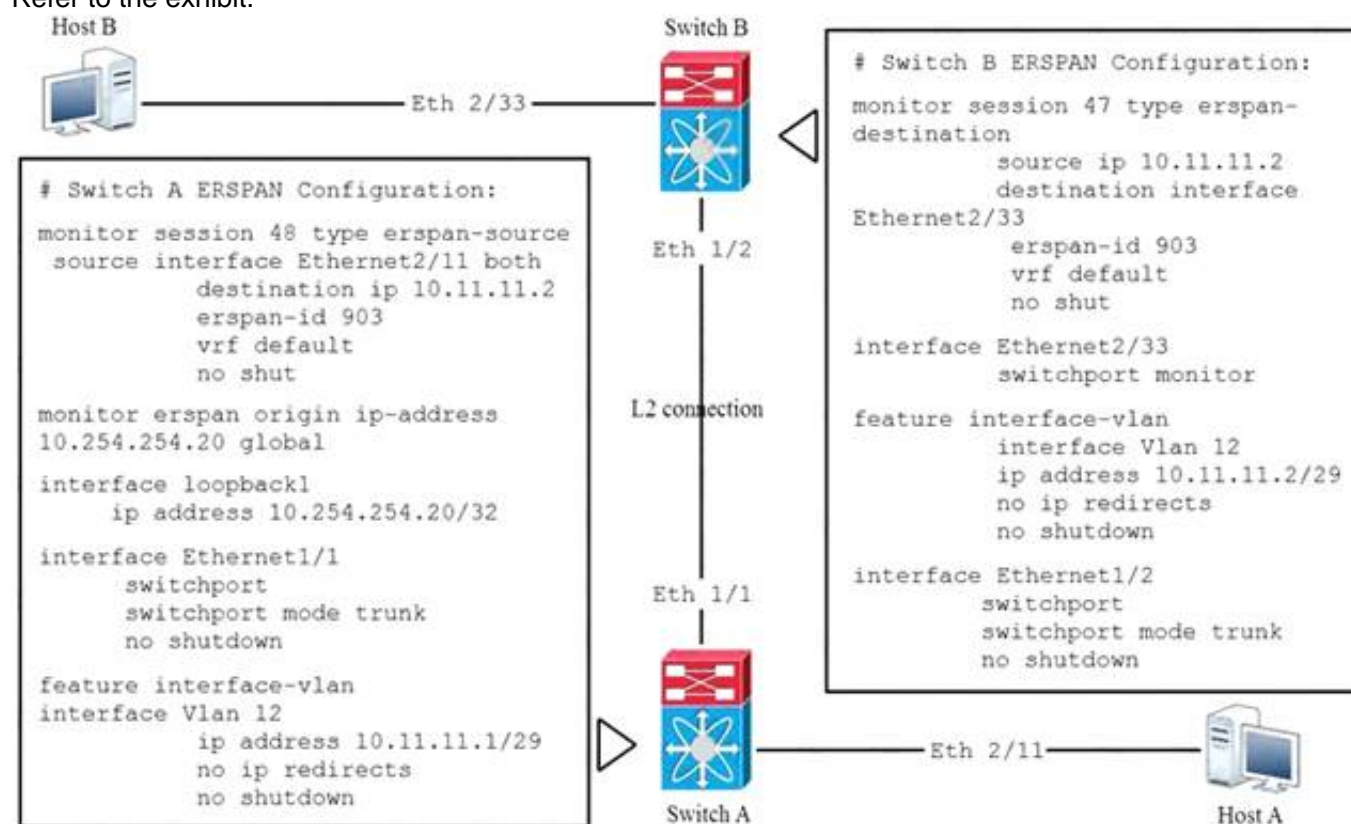 Refer to the exhibit.
Host B
Eth 2/33
Switch B
# Switch B ERSPAN Configuration:
monitor session 47 type erspan-
destination
source ip 10.11.11.2
destination interface
Ethernet2/33
erspan-id 903
vrf default
no shut
interface Ethernet2/33
switchport monitor
feature interface-vlan
interface Vlan 12
ip address 10.11.11.2/29
no ip redirects
no shutdown
interface Ethernet1/2
switchport
switchport mode trunk
no shutdown
# Switch A ERSPAN Configuration:
monitor session 48 type erspan-source
source interface Ethernet2/11 both
destination ip 10.11.11.2
erspan-id 903
vrf default
no shut
monitor erspan origin ip-address
10.254.254.20 global
interface loopback1
ip address 10.254.254.20/32
interface Ethernet1/1
switchport
switchport mode trunk
no shutdown
feature interface-vlan
interface Vlan 12
ip address 10.11.11.1/29
no ip redirects
no shutdown
Eth 1/2
L2 connection
Eth 1/1
Switch A
Eth 2/11
Host A